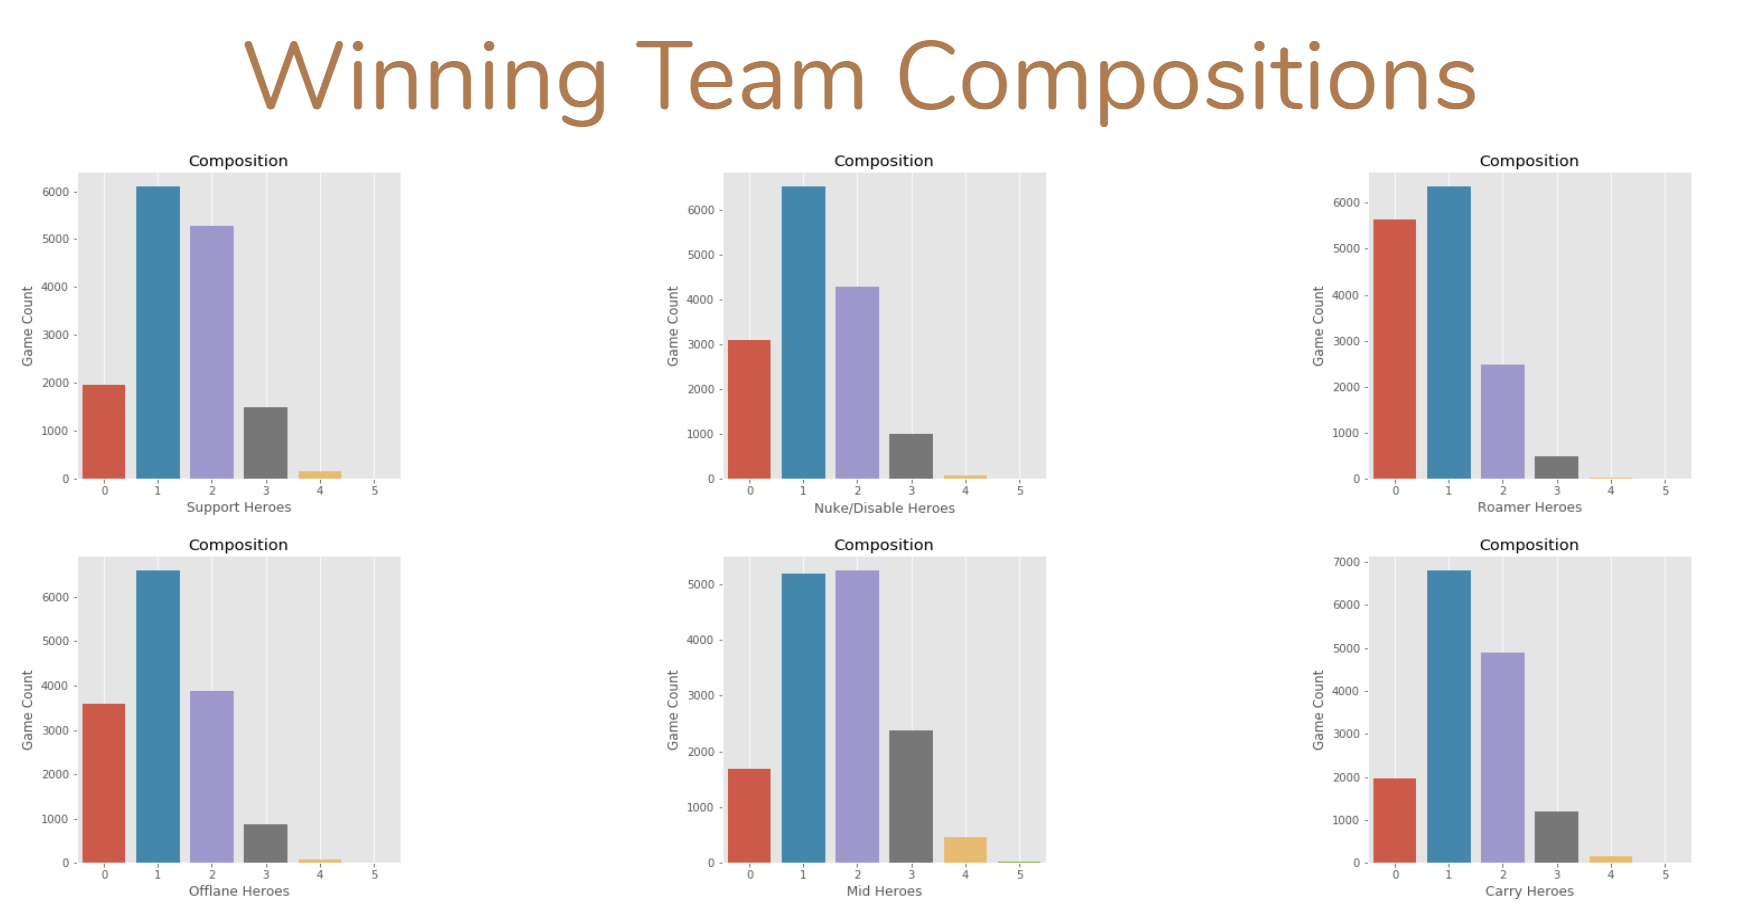 Winning Team Compositions
Composition
6000
5000
4000
3000
2000
1000
0
Game Count
0 1 2 3 4 5
Support Heroes
Composition
6000
5000
4000
3000
2000
1000
0
Game Count
0 1 2 3 4 5
Nuke/Disable Heroes
Composition
6000
5000
4000
3000
2000
1000
0
Game Count
0 1 2 3 4 5
Roamer Heroes
Composition
6000
5000
4000
3000
2000
1000
0
Game Count
0 1 2 3 4 5
Offlane Heroes
Composition
5000
4000
3000
2000
1000
0
Game Count
0 1 2 3 4 5
Mid Heroes
Composition
7000
6000
5000
4000
3000
2000
1000
0
Game Count
0 1 2 3 4 5
Carry Heroes